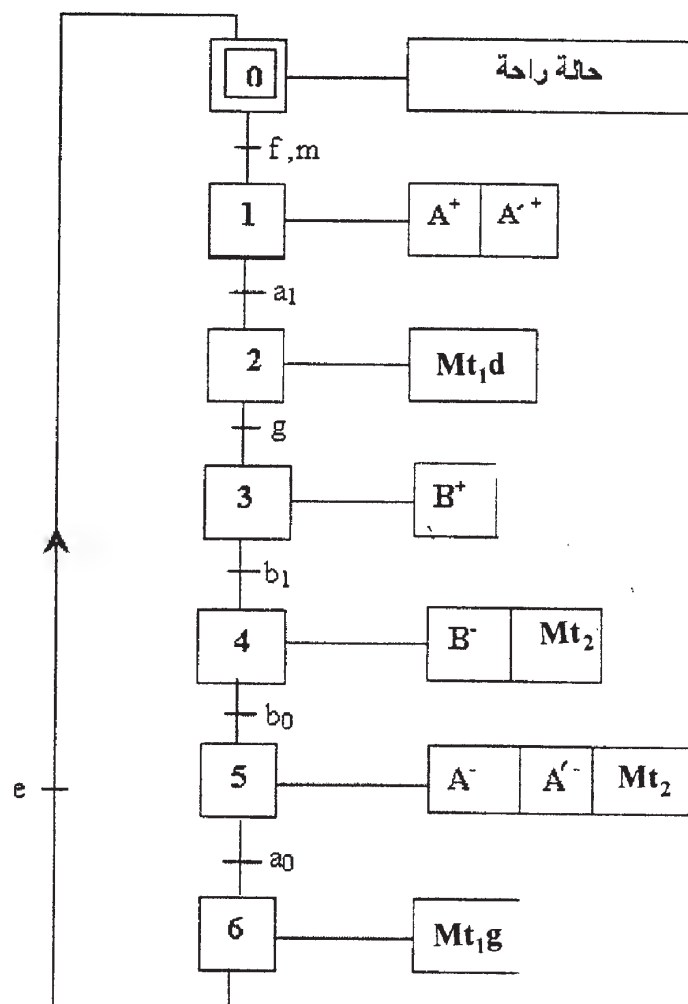 0 حالة راحة
f ,m
1 A⁺ A′⁺
a₁
2 Mt₁d
g
3 B⁺
b₁
4 B⁻ Mt₂
b₀
5 A⁻ A′⁻ Mt₂
e
a₀
6 Mt₁g